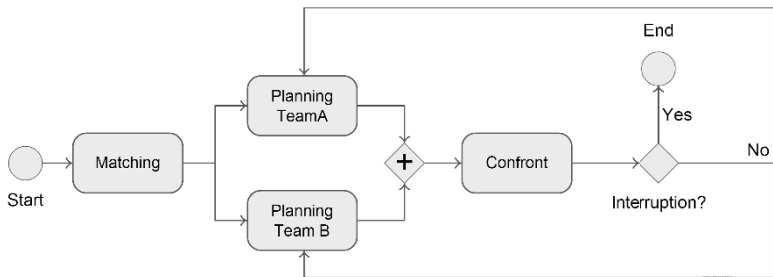 Start
Matching
Planning
TeamA
Planning
Team B
+
Confront
End
Yes
No
Interruption?